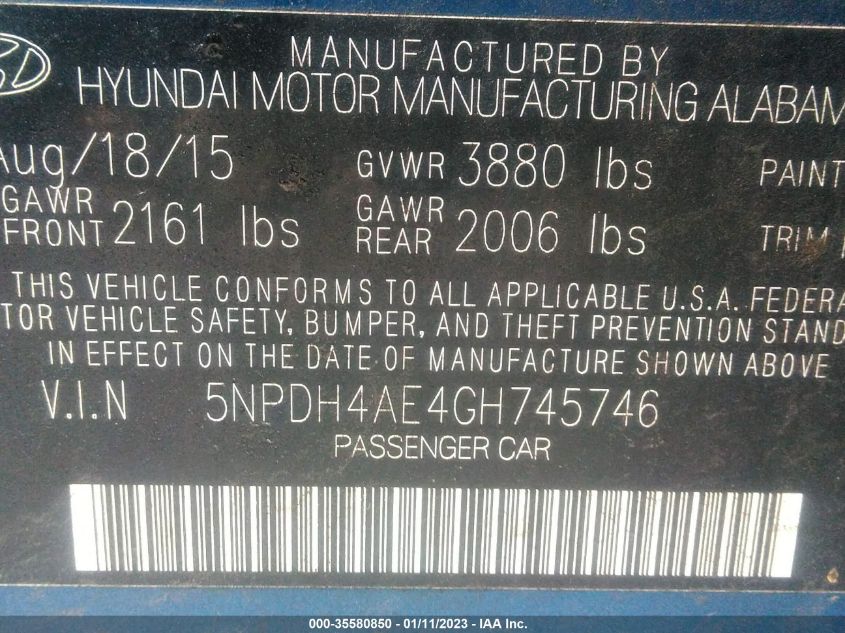 MANUFACTURED BY
HYUNDAI MOTOR MANUFACTURING ALABAM
Aug/18/15 GVWR 3880 lbs PAINT
GAWR FRONT 2161 lbs GAWR REAR 2006 lbs TRIM
THIS VEHICLE CONFORMS TO ALL APPLICABLE U.S.A. FEDERA
TOR VEHICLE SAFETY, BUMPER, AND THEFT PREVENTION STAND
IN EFFECT ON THE DATE OF MANUFACTURE SHOWN ABOVE
V.I.N 5NPDH4AE4GH745746
PASSENGER CAR
000-35580850 - 01/11/2023 - IAA Inc.